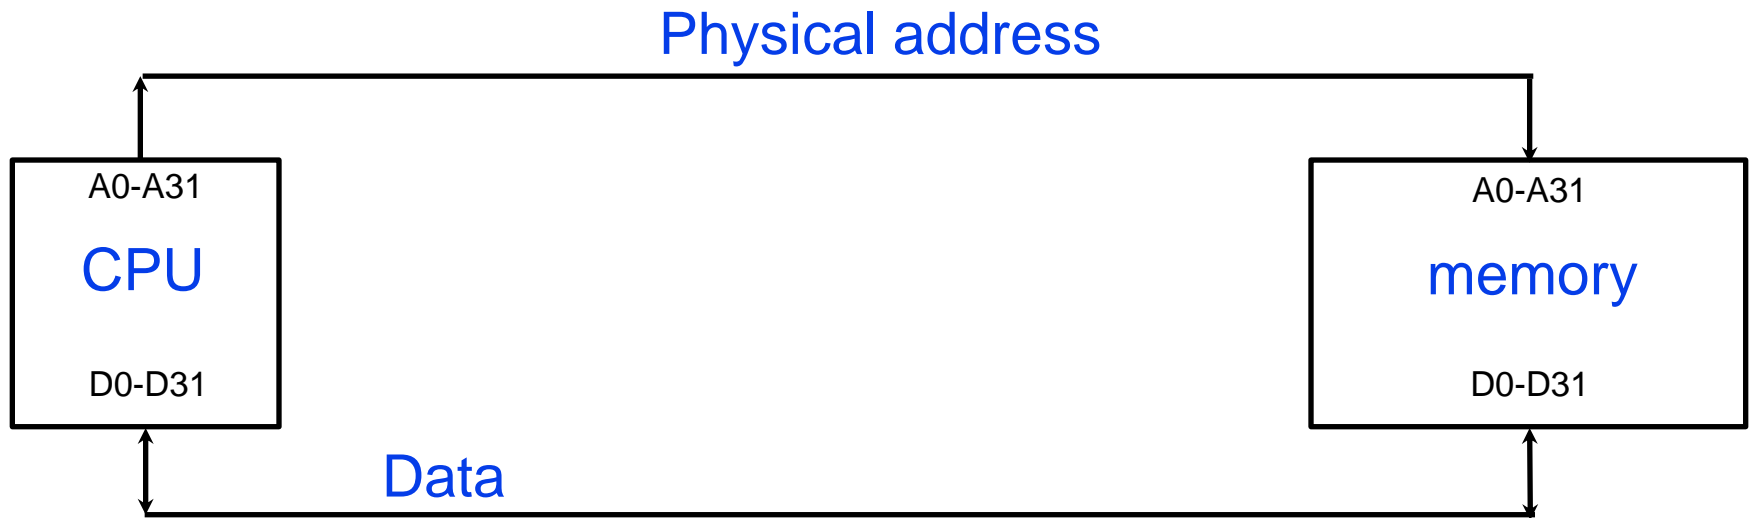 Physical address
A0-A31
CPU
D0-D31
A0-A31
memory
D0-D31
Data